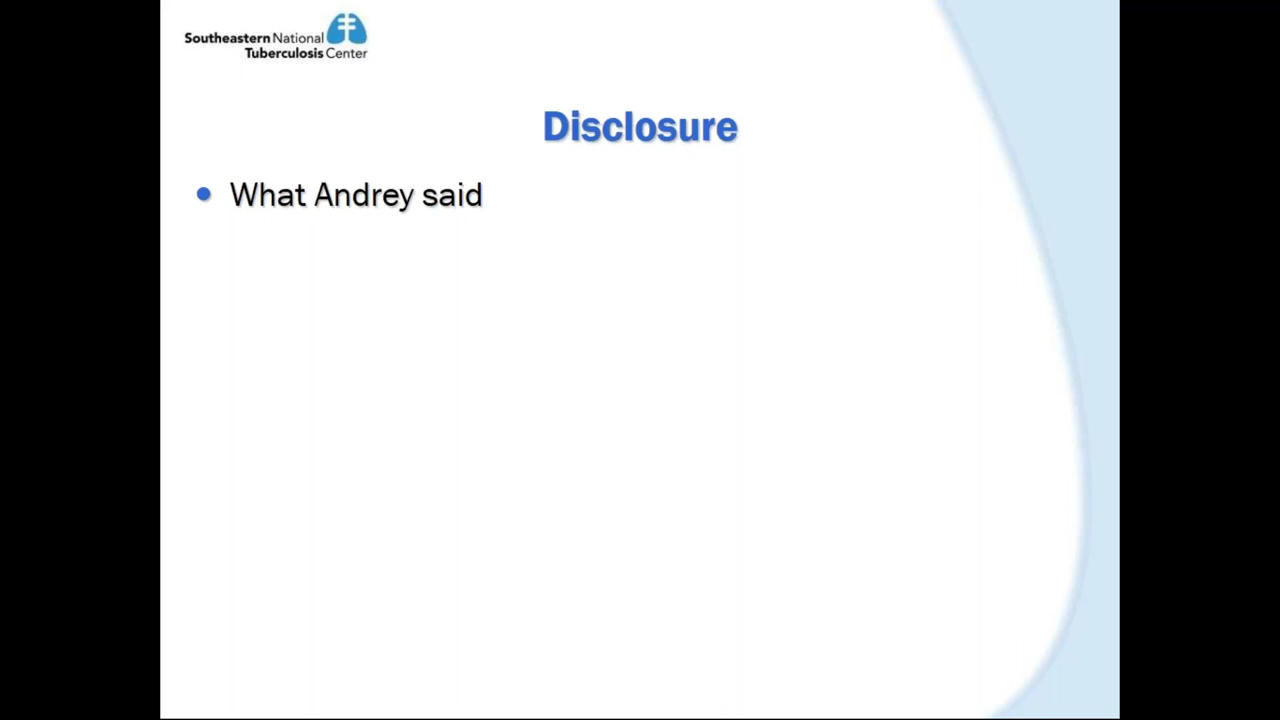 Southeastern National
Tuberculosis Center
Disclosure
What Andrey said